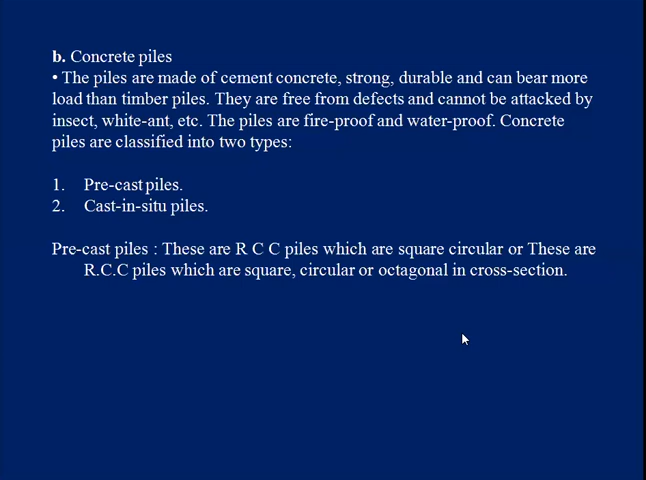 b. Concrete piles
• The piles are made of cement concrete, strong, durable and can bear more
load than timber piles. They are free from defects and cannot be attacked by
insect, white-ant, etc. The piles are fire-proof and water-proof. Concrete
piles are classified into two types:
1. Pre-cast piles.
2. Cast-in-situ piles.
Pre-cast piles : These are R C C piles which are square circular or These are
R.C.C piles which are square, circular or octagonal in cross-section.